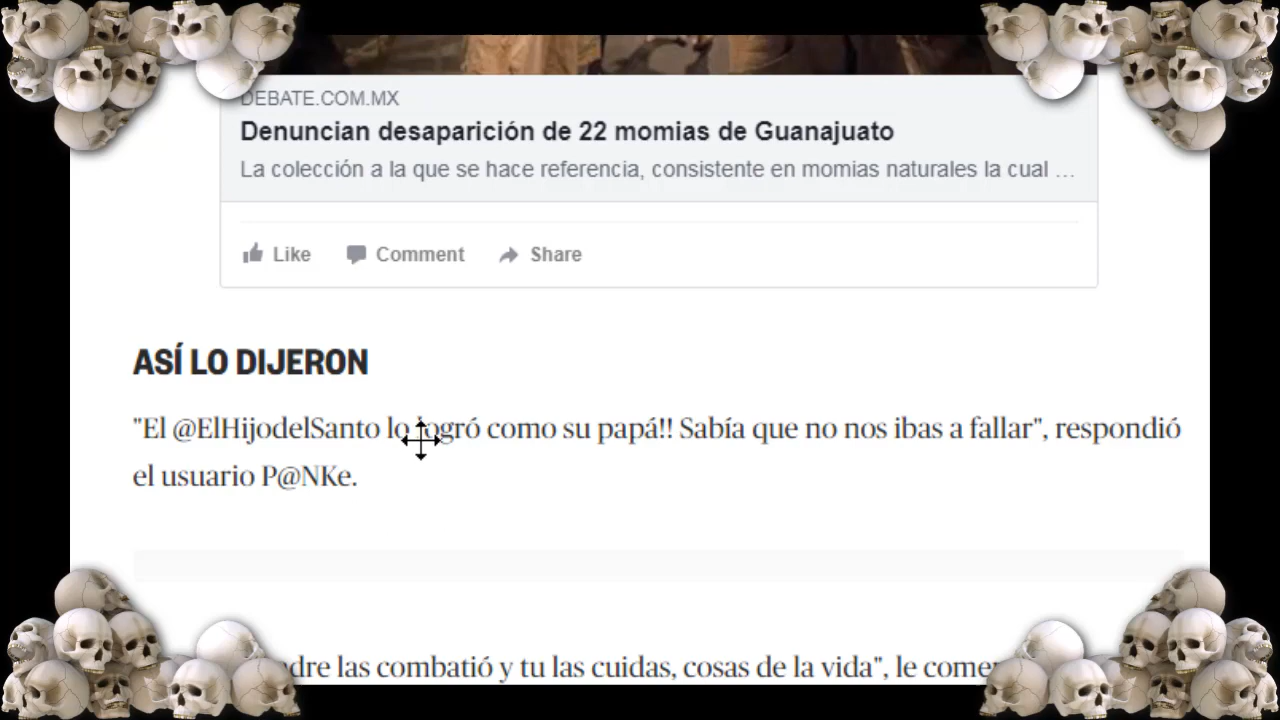 DEBATE.COM.MX
Denuncian desaparición de 22 momias de Guanajuato
La colección a la que se hace referencia, consistente en momias naturales la cual ...
Like Comment Share
ASÍ LO DIJERON
"El @ElHijodelSanto lo logró como su papá!! Sabía que no nos ibas a fallar", respondió
el usuario P@NKe.
las combatió y tu las cuidas, cosas de la vida", le